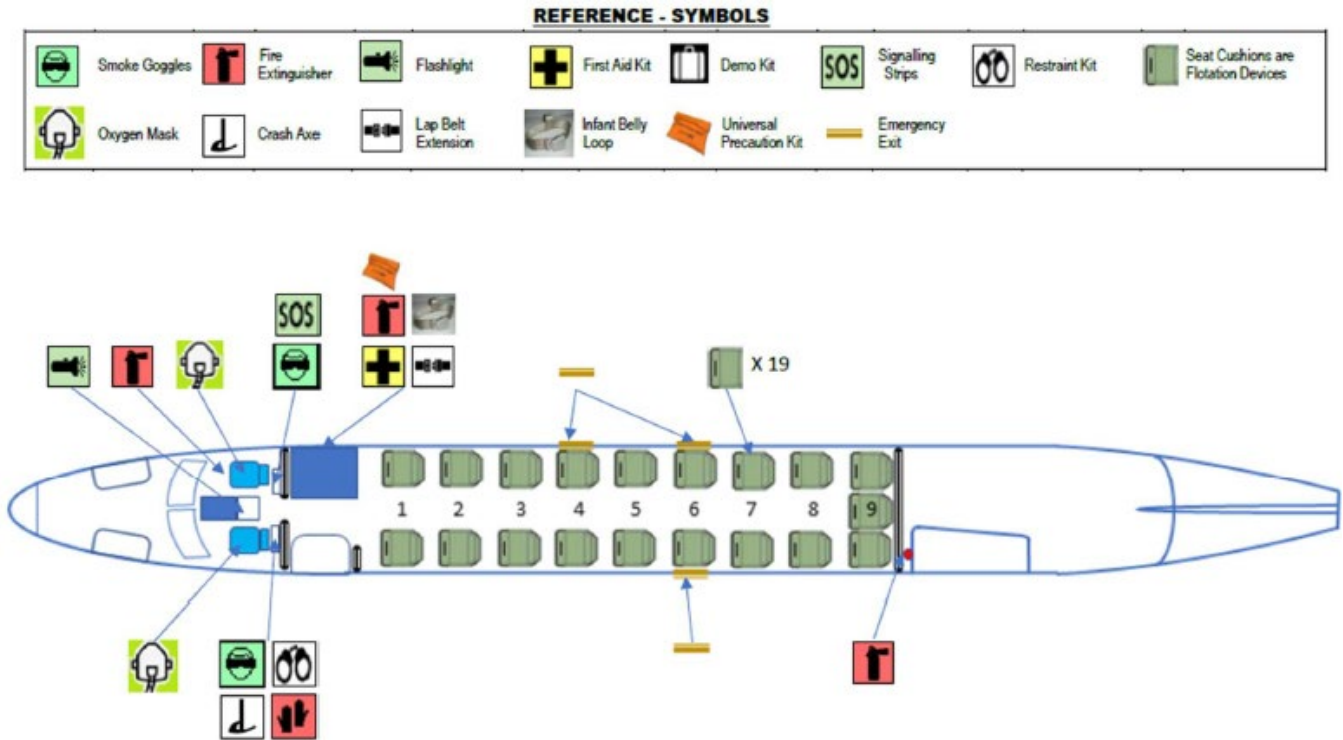 REFERENCE - SYMBOLS
Smoke Goggles
Fire
Extinguisher
Flashlight
First Aid Kit
Demo Kit
SOS
Signalling
Strips
Restraint Kit
Seat Cushions are
Flotation Devices
Oxygen Mask
Crash Axe
Lap Belt
Extension
Infant Belly
Loop
Universal
Precaution Kit
Emergency
Exit
SOS
X 19
1 2 3 4 5 6 7 8 9